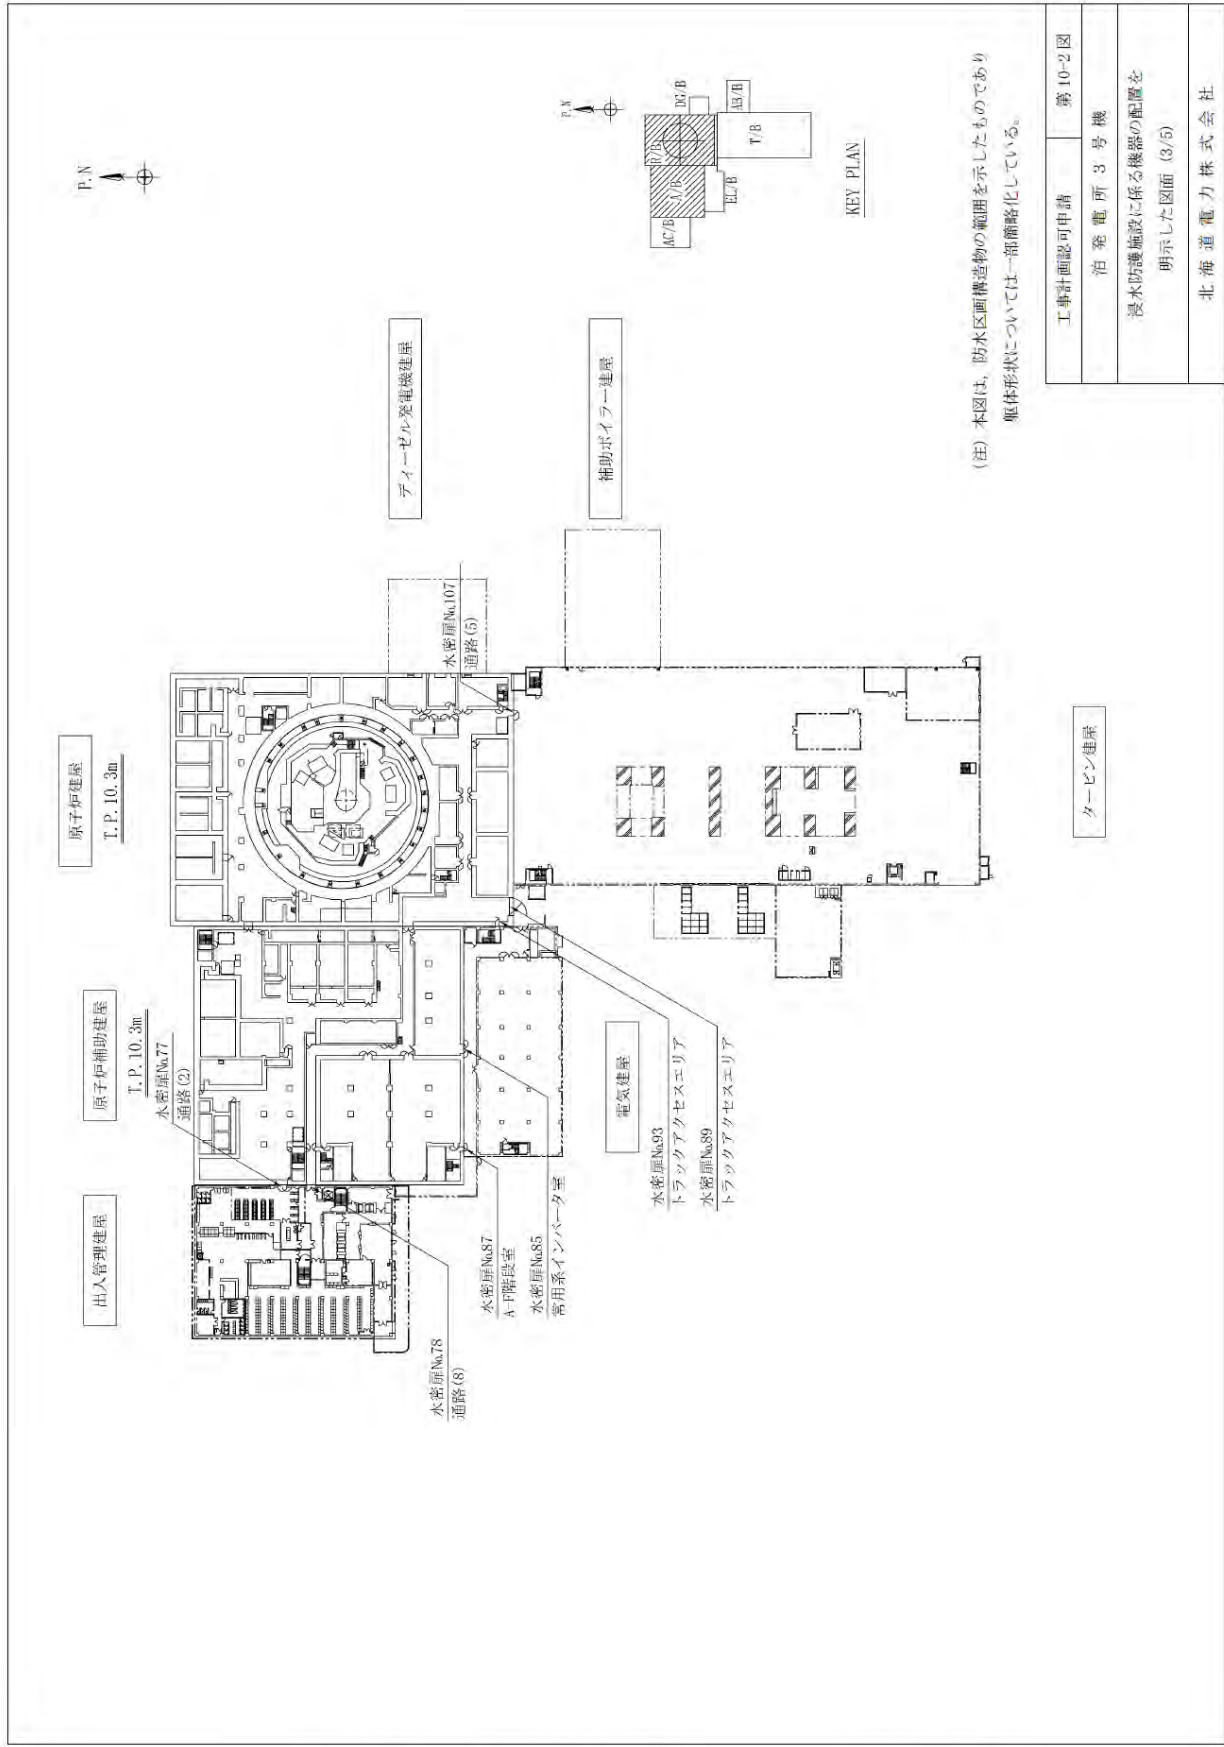 P.N
原子炉建屋
T.P.10.3m
原子炉補助建屋
T.P.10.3m
水密扉No.77
通路(2)
出入管理建屋
ディーゼル発電機建屋
補助ボイラー建屋
水密扉No.107
通路(5)
水密扉No.78
通路(8)
水密扉No.87
A-F階段室
水密扉No.85
常用系インバータ室
電気建屋
水密扉No.93
トラックアクセスエリア
水密扉No.89
トラックアクセスエリア
タービン建屋
P.N
R/B
DG/B
A/B
AC/B
EL/B
AB/B
T/B
KEY PLAN
(注) 本図は、防水区画構造物の範囲を示したものであり
躯体形状については一部簡略化している。
工事計画認可申請 第10-2図
泊発電所3号機
浸水防護施設に係る機器の配置を
明示した図面 (3/5)
北海道電力株式会社